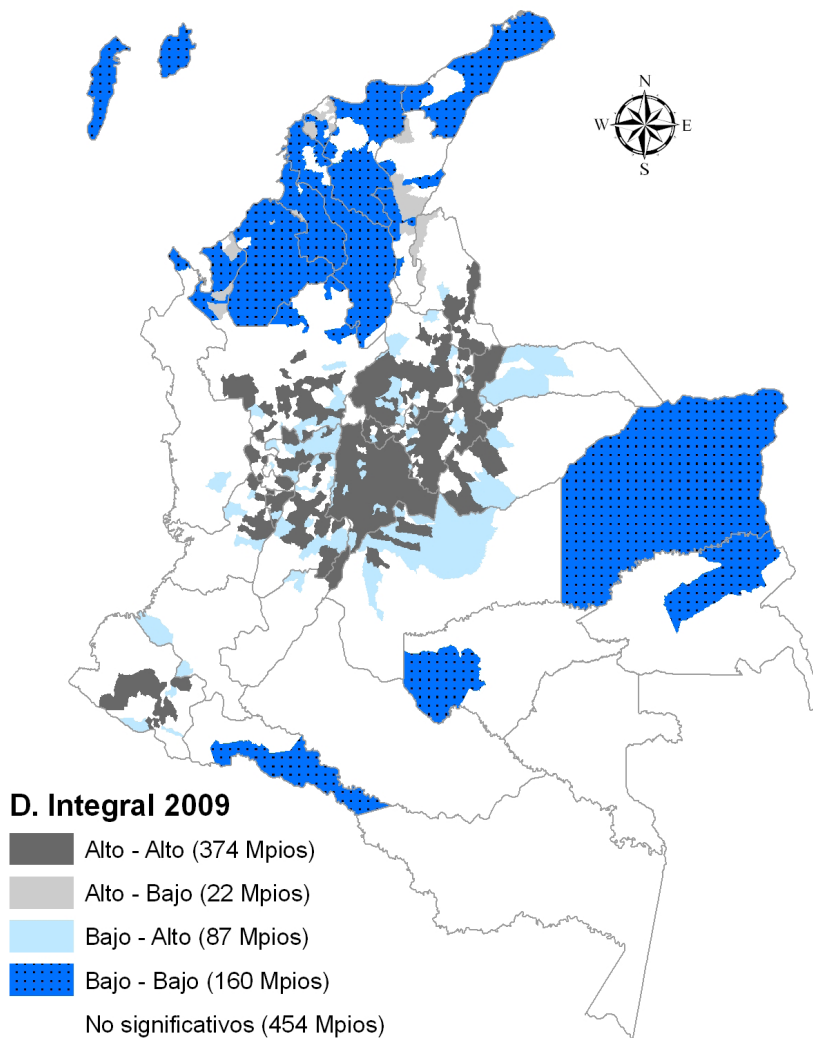 N
W E
S
D. Integral 2009
Alto - Alto (374 Mpios)
Alto - Bajo (22 Mpios)
Bajo - Alto (87 Mpios)
Bajo - Bajo (160 Mpios)
No significativos (454 Mpios)